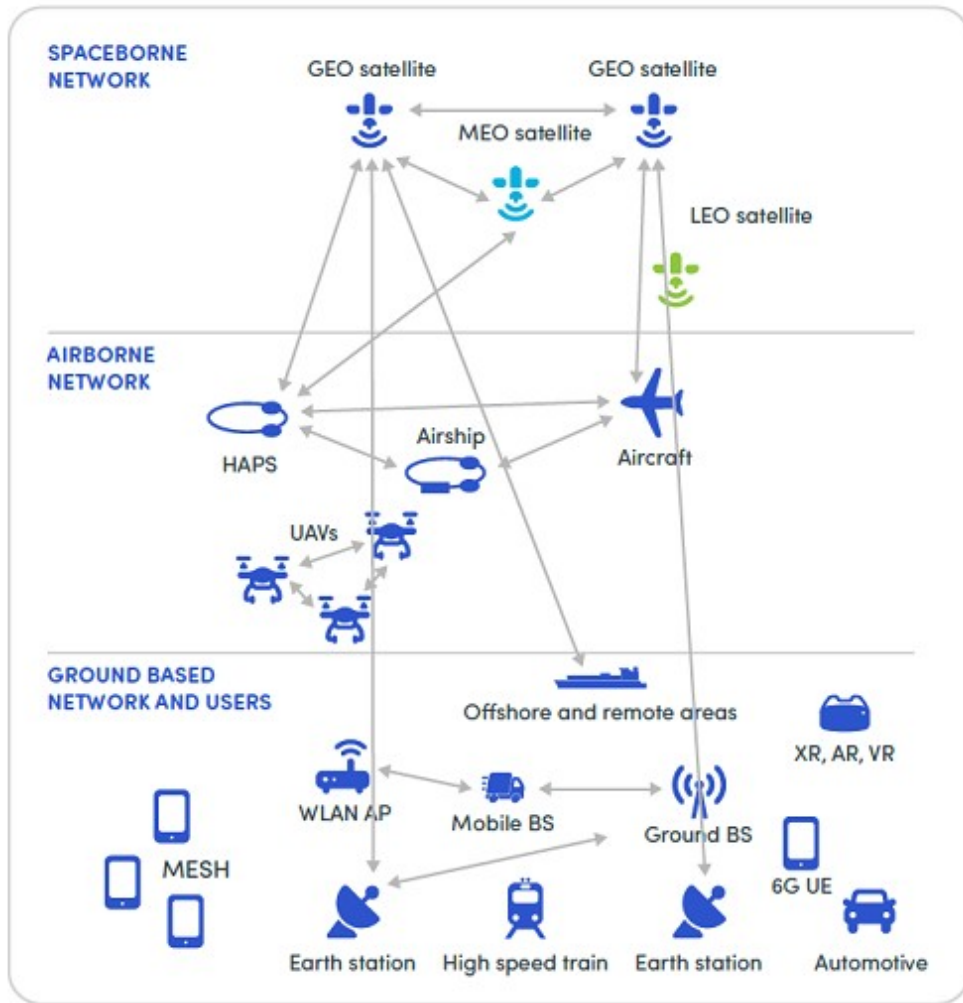 SPACEBORNE
NETWORK
GEO satellite
GEO satellite
MEO satellite
LEO satellite
AIRBORNE
NETWORK
HAPS
Airship
Aircraft
UAVs
GROUND BASED
NETWORK AND USERS
Offshore and remote areas
XR, AR, VR
WLAN AP
Mobile BS
Ground BS
MESH
6G UE
Earth station
High speed train
Earth station
Automotive